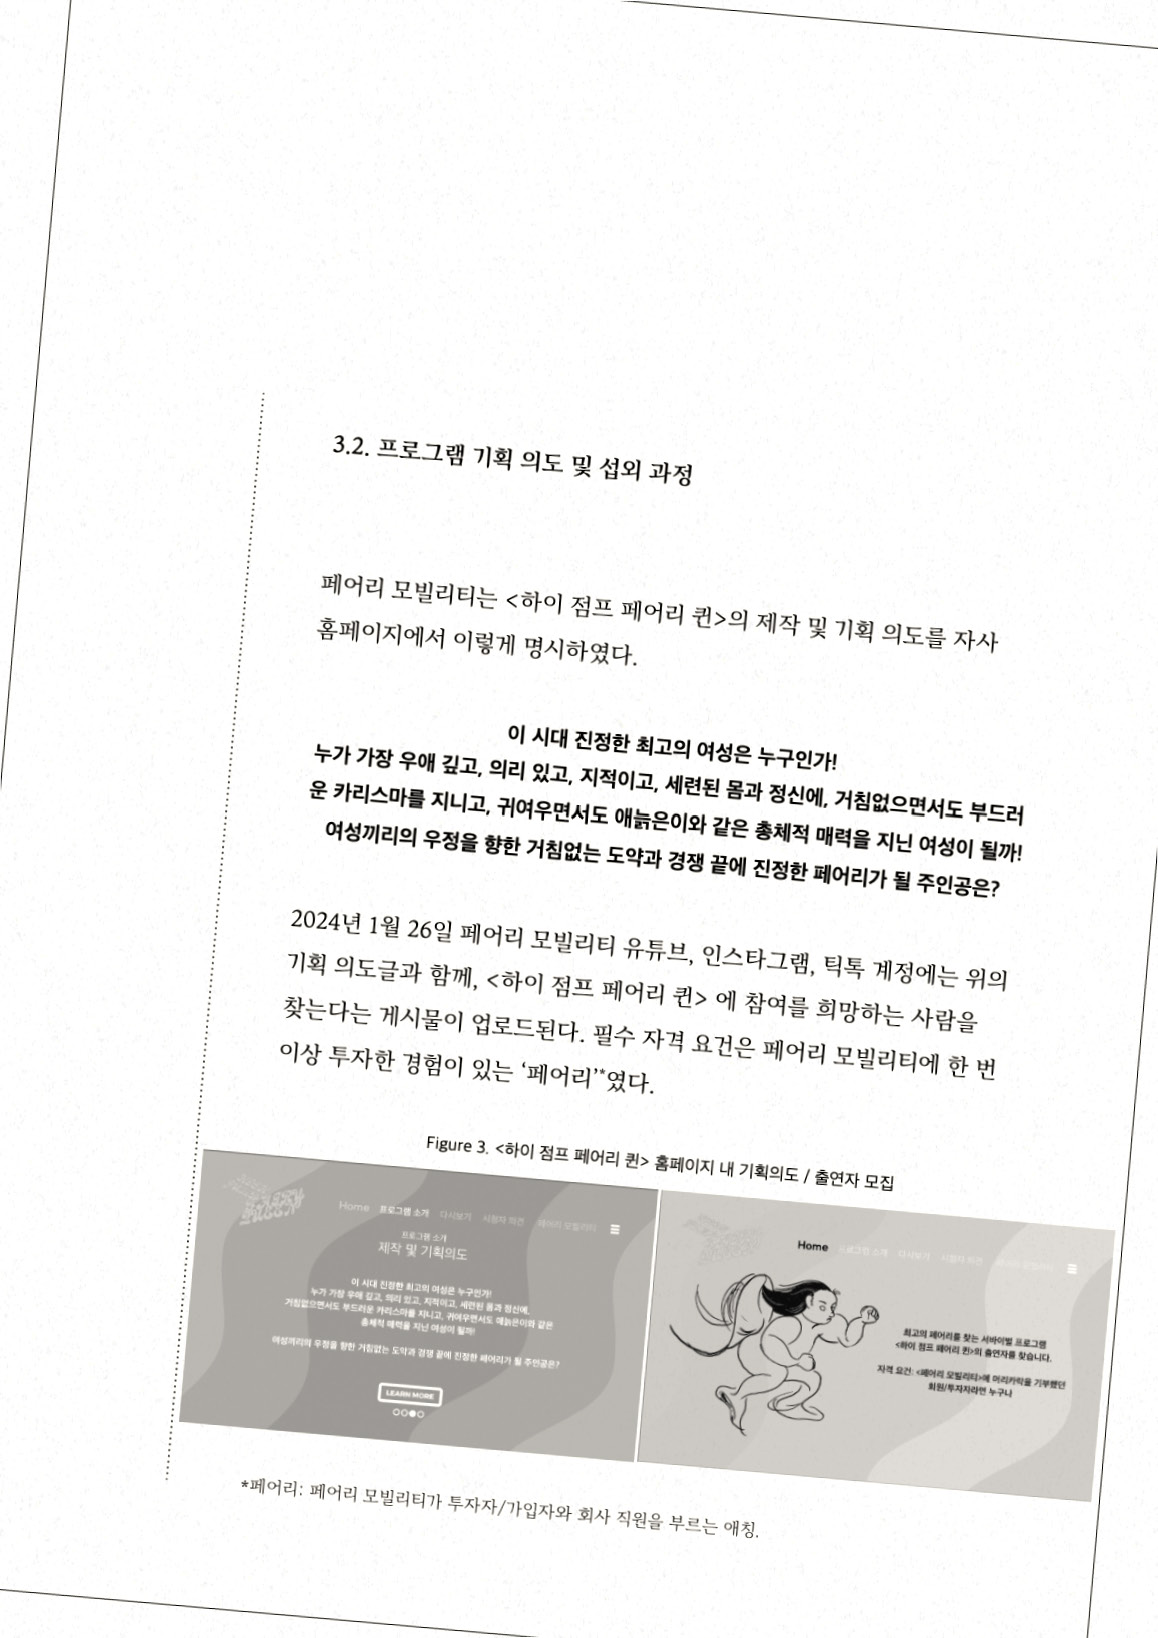 3.2. 프로그램 기획 의도 및 섭외 과정
페어리 모빌리티는 <하이 점프 페어리 퀸>의 제작 및 기획 의도를 자사
홈페이지에서 이렇게 명시하였다.
이 시대 진정한 최고의 여성은 누구인가!
누가 가장 우애 깊고, 의리 있고, 지적이고, 세련된 몸과 정신에, 거침없으면서도 부드러
운 카리스마를 지니고, 귀여우면서도 애늙은이와 같은 총체적 매력을 지닌 여성이 될까!
여성끼리의 우정을 향한 거침없는 도약과 경쟁 끝에 진정한 페어리가 될 주인공은?
2024년 1월 26일 페어리 모빌리티 유튜브, 인스타그램, 틱톡 계정에는 위의
기획 의도글과 함께, <하이 점프 페어리 퀸> 에 참여를 희망하는 사람을
찾는다는 게시물이 업로드된다. 필수 자격 요건은 페어리 모빌리티에 한 번
이상 투자한 경험이 있는 ‘페어리’*였다.
Figure 3. <하이 점프 페어리 퀸> 홈페이지 내 기획의도 / 출연자 모집
Home 프로그램 소개 다시보기 시청자 의견 페어리 모빌리티
프로그램 소개
제작 및 기획의도
이 시대 진정한 최고의 여성은 누구인가!
누가 가장 우애 깊고, 의리 있고, 지적이고, 세련된 몸과 정신에,
거침없으면서도 부드러운 카리스마를 지니고, 귀여우면서도 애늙은이와 같은
총체적 매력을 지닌 여성이 될까!
여성끼리의 우정을 향한 거침없는 도약과 경쟁 끝에 진정한 페어리가 될 주인공은?
LEARN MORE
Home 프로그램 소개 다시보기 시청자 의견 페어리 모빌리티
최고의 페어리를 찾는 서바이벌 프로그램
<하이 점프 페어리 퀸>의 출연자를 찾습니다.
자격 요건: <페어리 모빌리티>에 머리카락을 기부했던
회원/투자자라면 누구나
*페어리: 페어리 모빌리티가 투자자/가입자와 회사 직원을 부르는 애칭.